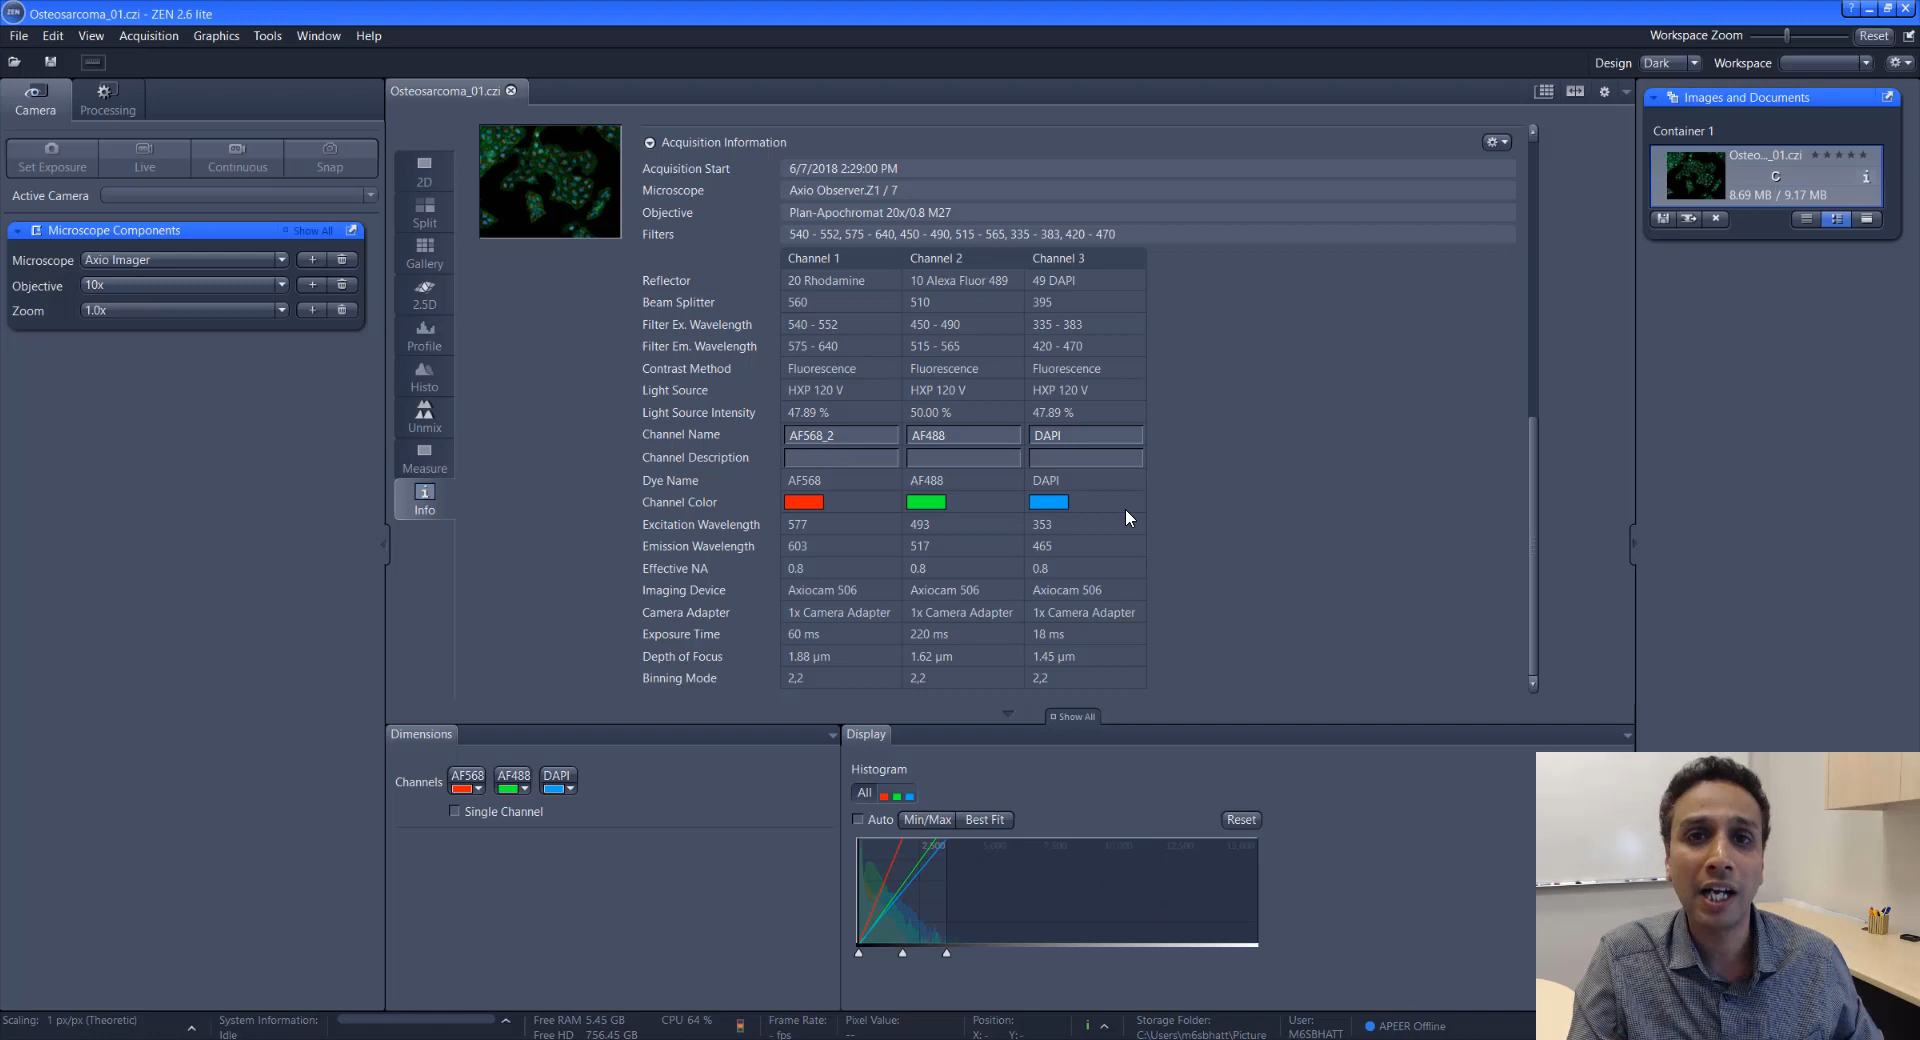 ZEN Osteosarcoma_01.czi - ZEN 2.6 lite
File Edit View Acquisition Graphics Tools Window Help
Workspace Zoom Reset
Design Dark Workspace
Camera Processing
Set Exposure Live Continuous Snap
Active Camera
Microscope Components Show All
Microscope Axio Imager
Objective 10x
Zoom 1.0x
Osteosarcoma_01.czi
2D
Split
Gallery
2.5D
Profile
Histo
Unmix
Measure
Info
Acquisition Information
Acquisition Start 6/7/2018 2:29:00 PM
Microscope Axio Observer.Z1 / 7
Objective Plan-Apochromat 20x/0.8 M27
Filters 540 - 552, 575 - 640, 450 - 490, 515 - 565, 335 - 383, 420 - 470
Channel 1 Channel 2 Channel 3
Reflector 20 Rhodamine 10 Alexa Fluor 489 49 DAPI
Beam Splitter 560 510 395
Filter Ex. Wavelength 540 - 552 450 - 490 335 - 383
Filter Em. Wavelength 575 - 640 515 - 565 420 - 470
Contrast Method Fluorescence Fluorescence Fluorescence
Light Source HXP 120 V HXP 120 V HXP 120 V
Light Source Intensity 47.89 % 50.00 % 47.89 %
Channel Name AF568_2 AF488 DAPI
Channel Description
Dye Name AF568 AF488 DAPI
Channel Color
Excitation Wavelength 577 493 353
Emission Wavelength 603 517 465
Effective NA 0.8 0.8 0.8
Imaging Device Axiocam 506 Axiocam 506 Axiocam 506
Camera Adapter 1x Camera Adapter 1x Camera Adapter 1x Camera Adapter
Exposure Time 60 ms 220 ms 18 ms
Depth of Focus 1.88 µm 1.62 µm 1.45 µm
Binning Mode 2,2 2,2 2,2
Show All
Images and Documents
Container 1
Osteo..._01.czi
C i
8.69 MB / 9.17 MB
Dimensions
Channels AF568 AF488 DAPI
Single Channel
Display
Histogram
All
Auto Min/Max Best Fit Reset
2,500 5,000 7,500 10,000 12,500
Scaling: 1 px/px (Theoretic)
System Information:
Idle
Free RAM 5.45 GB
Free HD 756.45 GB
CPU 64 %
Frame Rate:
- fps
Pixel Value:
--
Position:
X: - Y: -
Storage Folder:
C:\Users\m6sbhatt\Picture
User:
M6SBHATT
APEER Offline